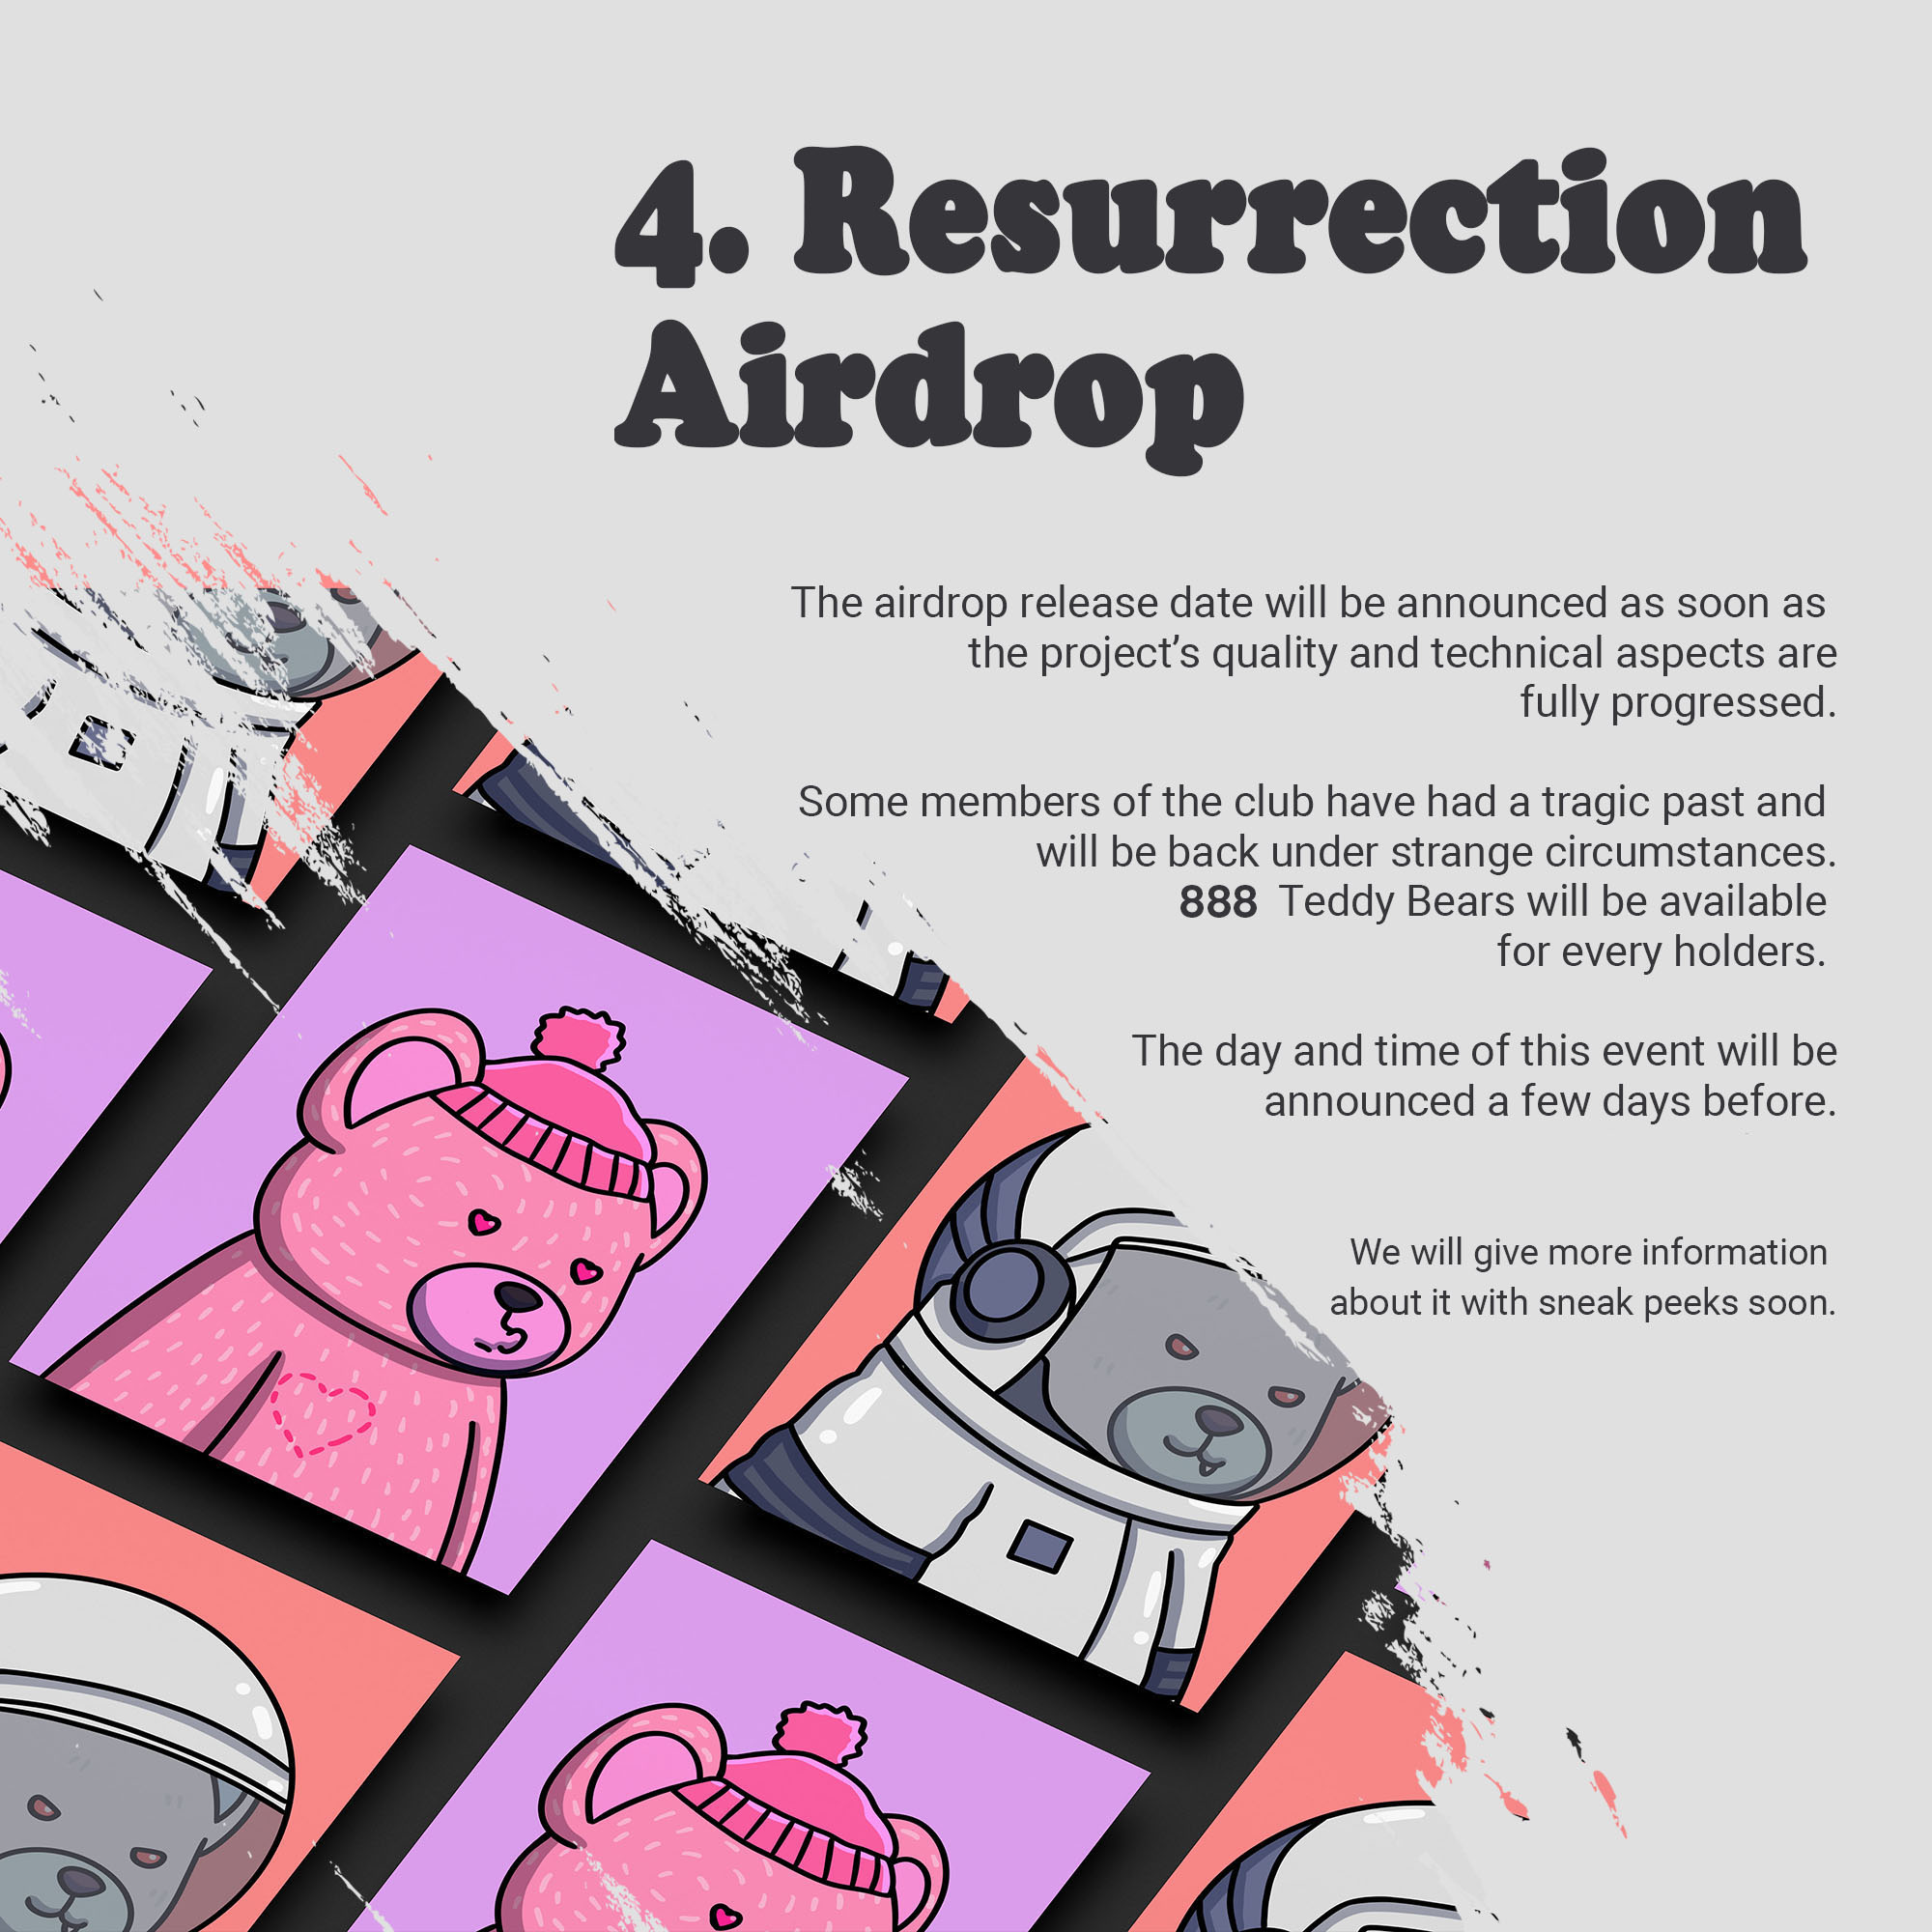 4. Resurrection
Airdrop
The airdrop release date will be announced as soon as
the project’s quality and technical aspects are
fully progressed.
Some members of the club have had a tragic past and
will be back under strange circumstances.
888 Teddy Bears will be available
for every holders.
The day and time of this event will be
announced a few days before.
We will give more information
about it with sneak peeks soon.